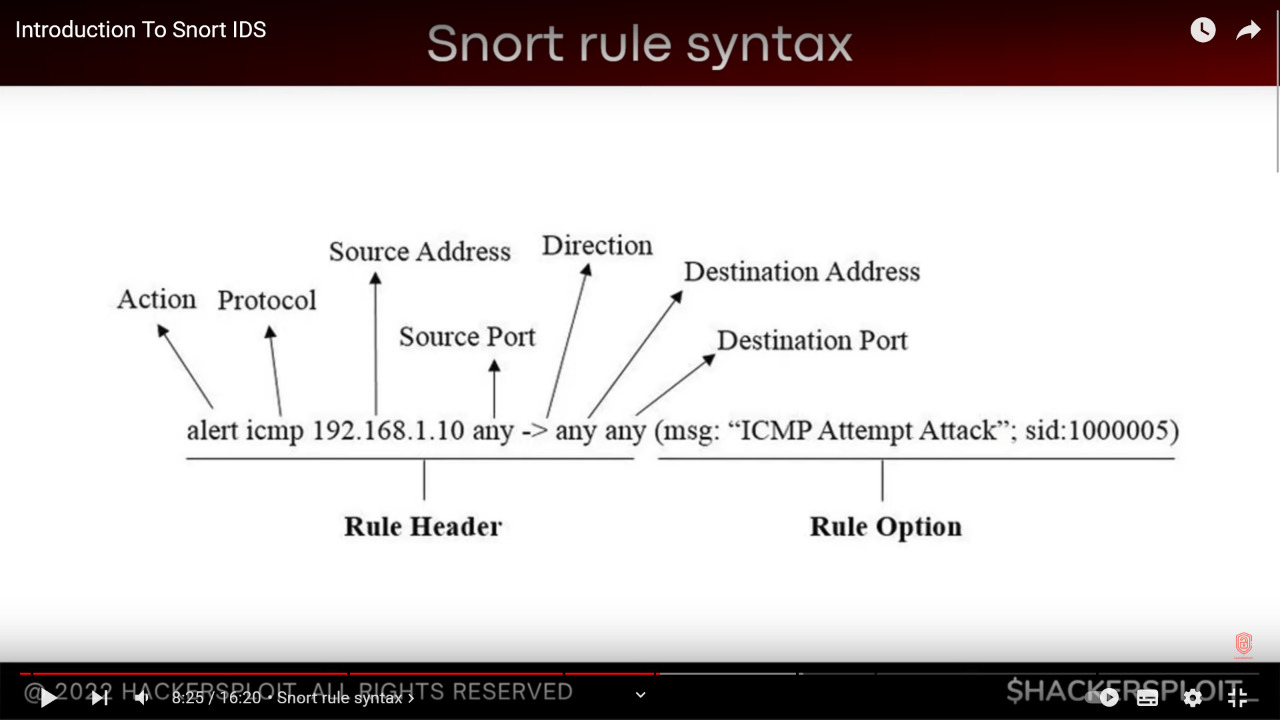 Introduction To Snort IDS
Snort rule syntax
Source Address
Direction
Destination Address
Action
Protocol
Source Port
Destination Port
alert icmp 192.168.1.10 any -> any any (msg: “ICMP Attempt Attack”; sid:1000005)
Rule Header
Rule Option
@ 2022 HACKERSPLOIT ALL RIGHTS RESERVED
8:25 / 16:20 • Snort rule syntax ›
$HACKERSPLOIT_